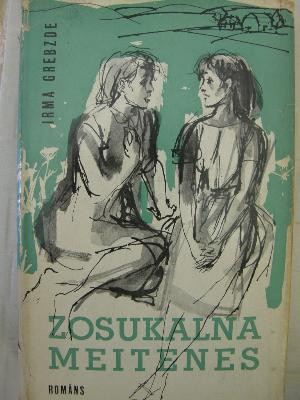 IRMA GREBZDE
ZOSUKALNA
MEITENES
ROMĀNS